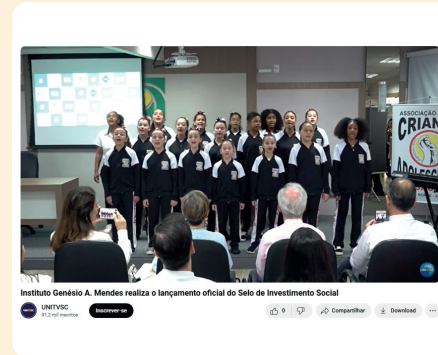 ASSOCIAÇÃO
CRIAN
ADOLESC
Instituto Genésio A. Mendes realiza o lançamento oficial do Selo de Investimento Social
UNITVSC
31,2 mil inscritos
Inscrever-se
0
Compartilhar
Download